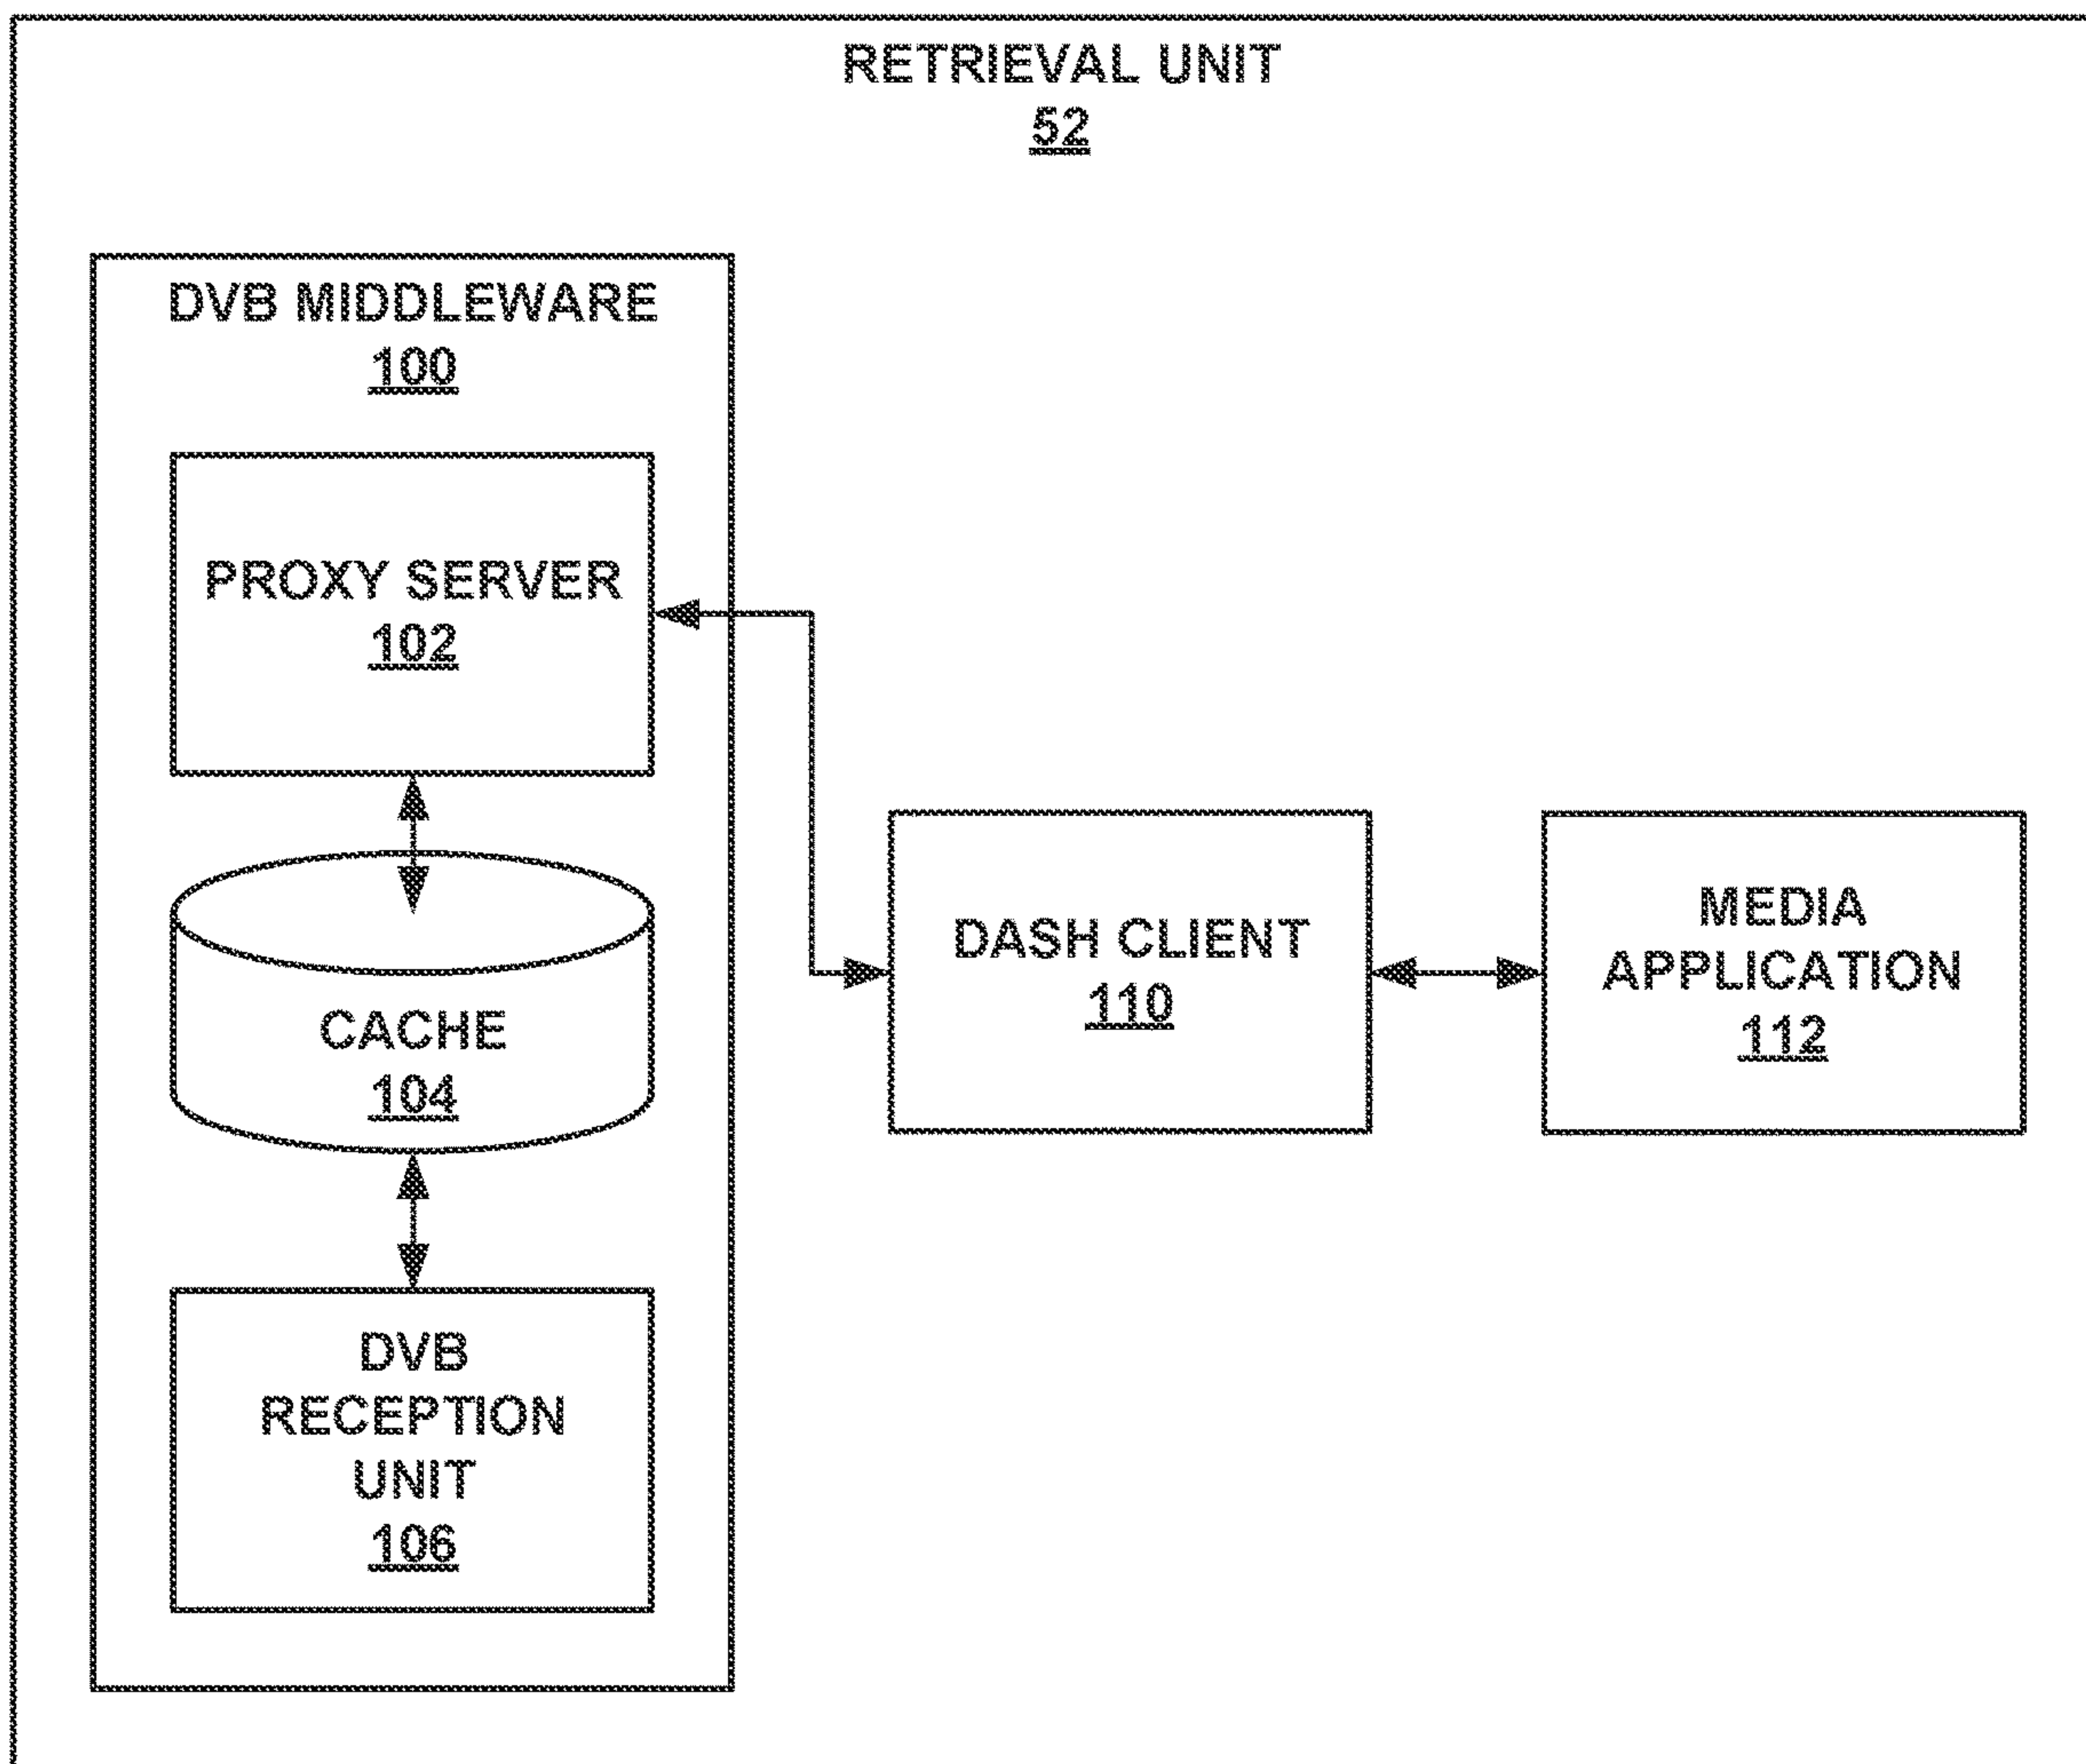 RETRIEVAL UNIT
52
DVB MIDDLEWARE
100
PROXY SERVER
102
CACHE
104
DVB
RECEPTION
UNIT
106
DASH CLIENT
110
MEDIA
APPLICATION
112